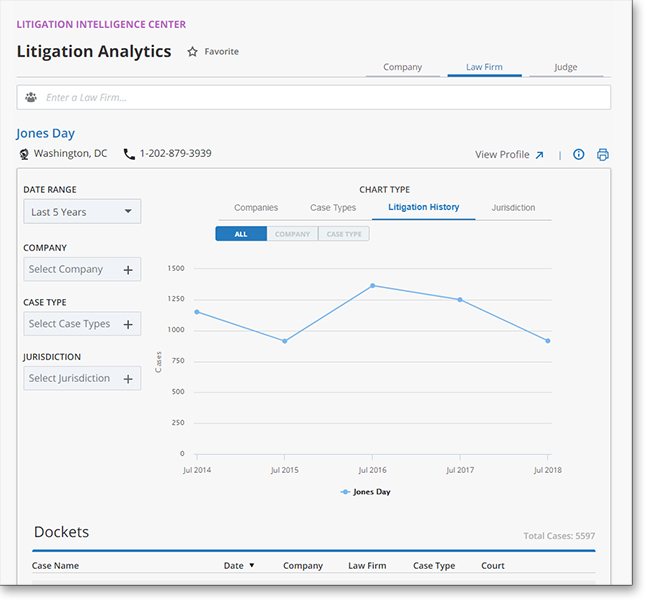 LITIGATION INTELLIGENCE CENTER
Litigation Analytics
Favorite
Company Law Firm Judge
Enter a Law Firm...
Jones Day
Washington, DC 1-202-879-3939
View Profile |
DATE RANGE
Last 5 Years
COMPANY
Select Company +
CASE TYPE
Select Case Types +
JURISDICTION
Select Jurisdiction +
CHART TYPE
Companies Case Types Litigation History Jurisdiction
ALL COMPANY CASE TYPE
1500
1250
1000
750
500
250
0
Cases
Jul 2014 Jul 2015 Jul 2016 Jul 2017 Jul 2018
Jones Day
Dockets
Total Cases: 5597
Case Name Date ▼ Company Law Firm Case Type Court